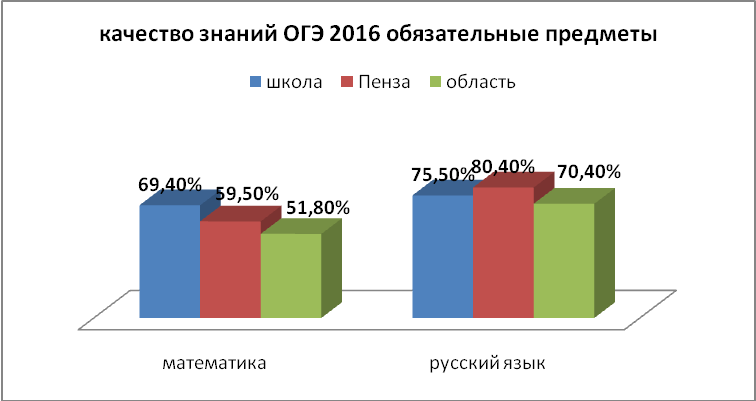 качество знаний ОГЭ 2016 обязательные предметы
школа Пенза область
69,40% 59,50% 51,80% 75,50% 80,40% 70,40%
математика русский язык